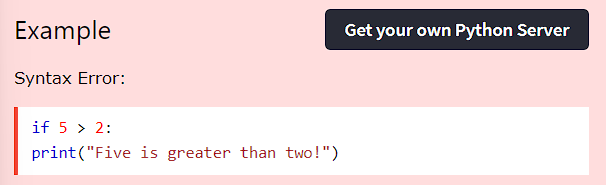 Example
Get your own Python Server
Syntax Error:
if 5 > 2:
print("Five is greater than two!")